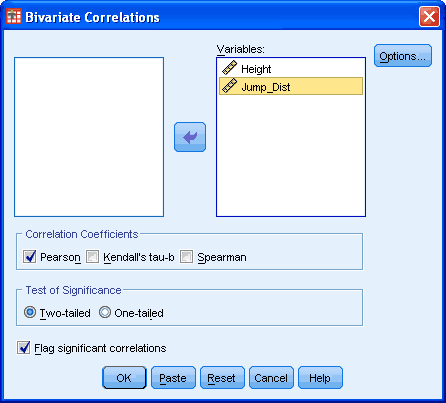 Bivariate Correlations
Variables:
Height
Jump_Dist
Options...
Correlation Coefficients
Pearson Kendall's tau-b Spearman
Test of Significance
Two-tailed One-tailed
Flag significant correlations
OK Paste Reset Cancel Help